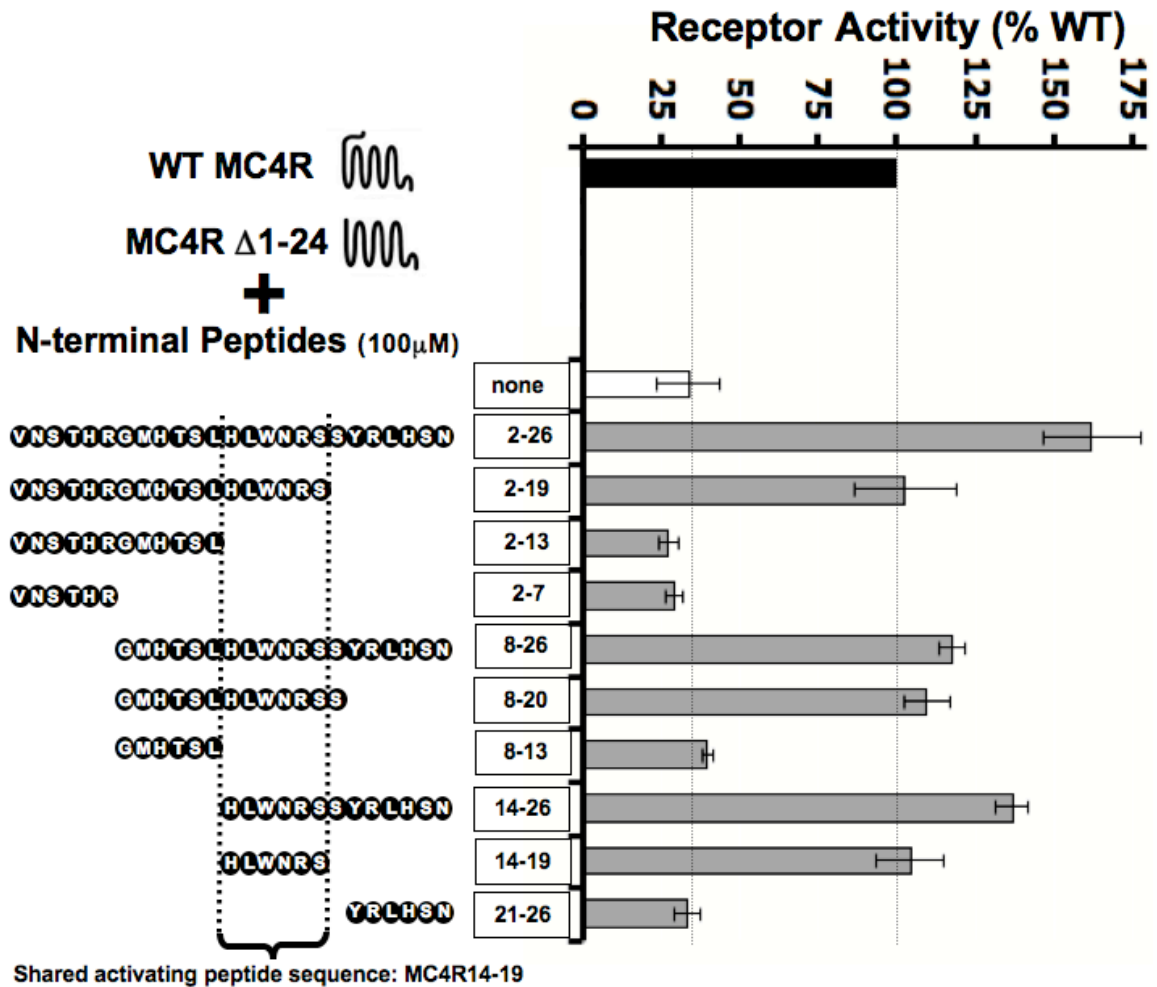 Receptor Activity (% WT)
0 25 50 75 100 125 150 175
WT MC4R
MC4R Δ1-24
+
N-terminal Peptides (100μM)
none
VNSTHRGMHTSLHLWNRSSYRLHSN 2-26
VNSTHRGMHTSLHLWNRS 2-19
VNSTHRGMHTSL 2-13
VNSTHR 2-7
GMHTSLHLWNRSSYRLHSN 8-26
GMHTSLHLWNRSS 8-20
GMHTSL 8-13
HLWNRSSYRLHSN 14-26
HLWNRS 14-19
YRLHSN 21-26
Shared activating peptide sequence: MC4R14-19